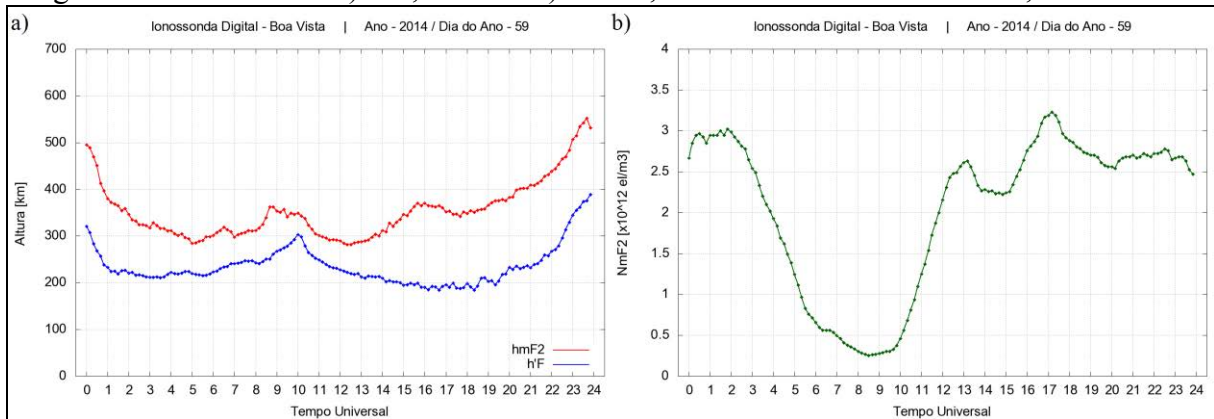 a)
Ionossonda Digital - Boa Vista | Ano - 2014 / Dia do Ano - 59
700
600
500
400
300
200
100
0
Altura [km]
hmF2
h'F
0 1 2 3 4 5 6 7 8 9 10 11 12 13 14 15 16 17 18 19 20 21 22 23 24
Tempo Universal
b)
Ionossonda Digital - Boa Vista | Ano - 2014 / Dia do Ano - 59
4
3.5
3
2.5
2
1.5
1
0.5
0
NmF2 [x10^12 el/m3]
0 1 2 3 4 5 6 7 8 9 10 11 12 13 14 15 16 17 18 19 20 21 22 23 24
Tempo Universal